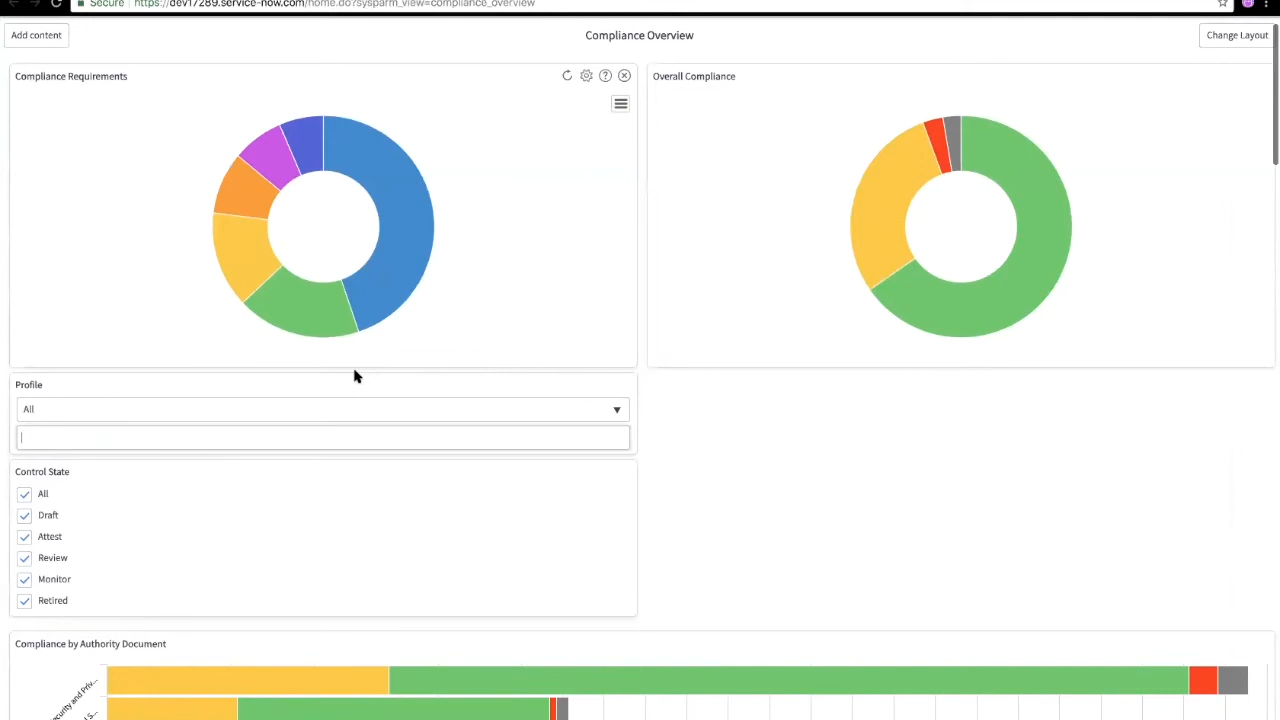 Secure https://dev17289.service-now.com/home.do?sysparm_view=compliance_overview
Add content
Compliance Overview
Change Layout
Compliance Requirements
Overall Compliance
Profile
All
Control State
All
Draft
Attest
Review
Monitor
Retired
Compliance by Authority Document